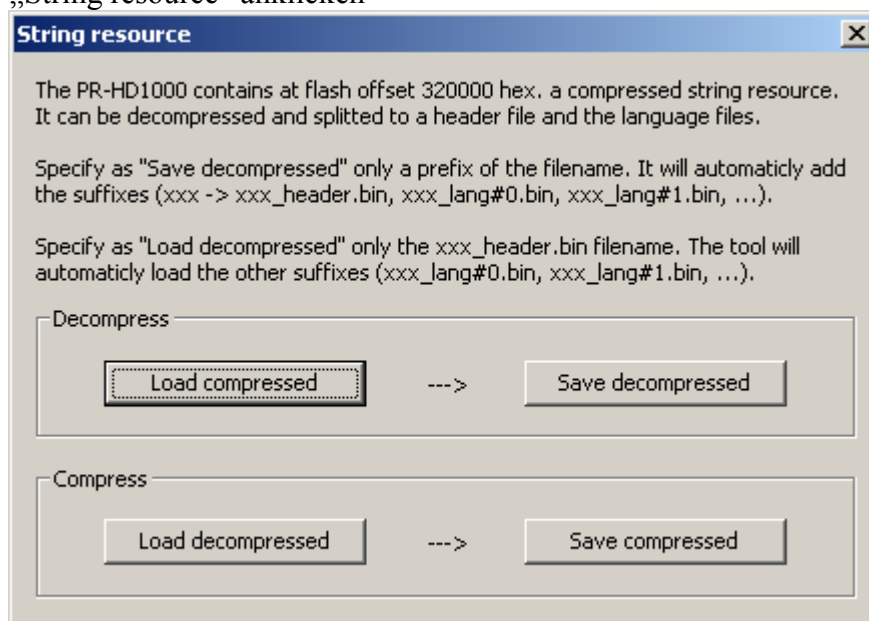 „String resource“ anklicken
String resource
The PR-HD1000 contains at flash offset 320000 hex. a compressed string resource.
It can be decompressed and splitted to a header file and the language files.
Specify as "Save decompressed" only a prefix of the filename. It will automaticly add
the suffixes (xxx -> xxx_header.bin, xxx_lang#0.bin, xxx_lang#1.bin, ...).
Specify as "Load decompressed" only the xxx_header.bin filename. The tool will
automaticly load the other suffixes (xxx_lang#0.bin, xxx_lang#1.bin, ...).
Decompress
Load compressed ---> Save decompressed
Compress
Load decompressed ---> Save compressed